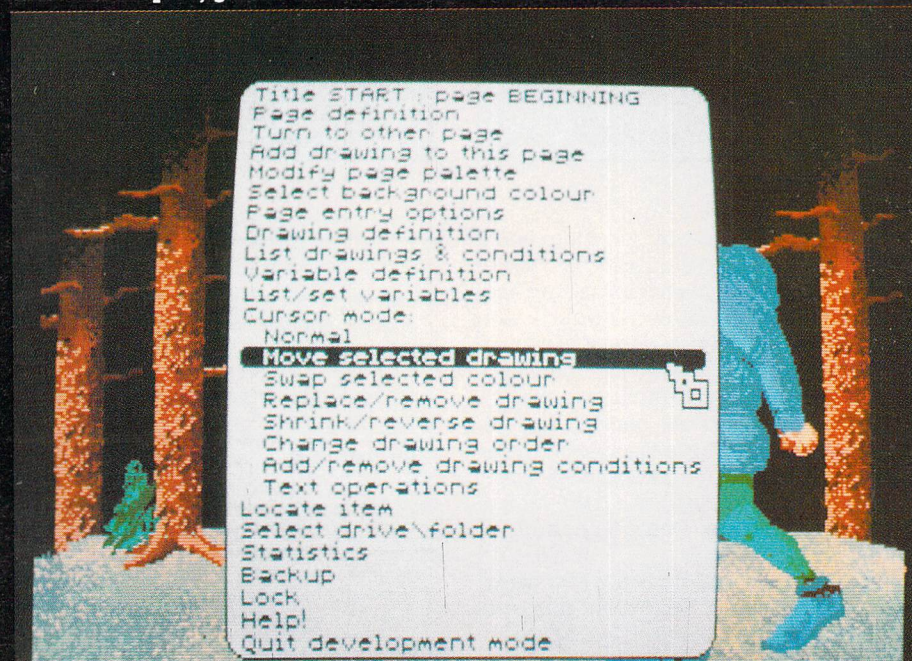 Title START : page BEGINNING
Page definition
Turn to other page
Add drawing to this page
Modify page palette
Select background colour
Page entry options
Drawing definition
List drawings & conditions
Variable definition
List/set variables
Cursor mode:
Normal
Move selected drawing
Swap selected colour
Replace/remove drawing
Shrink/reverse drawing
Change drawing order
Add/remove drawing conditions
Text operations
Locate item
Select drive\folder
Statistics
Backup
Lock
Help!
Quit development mode